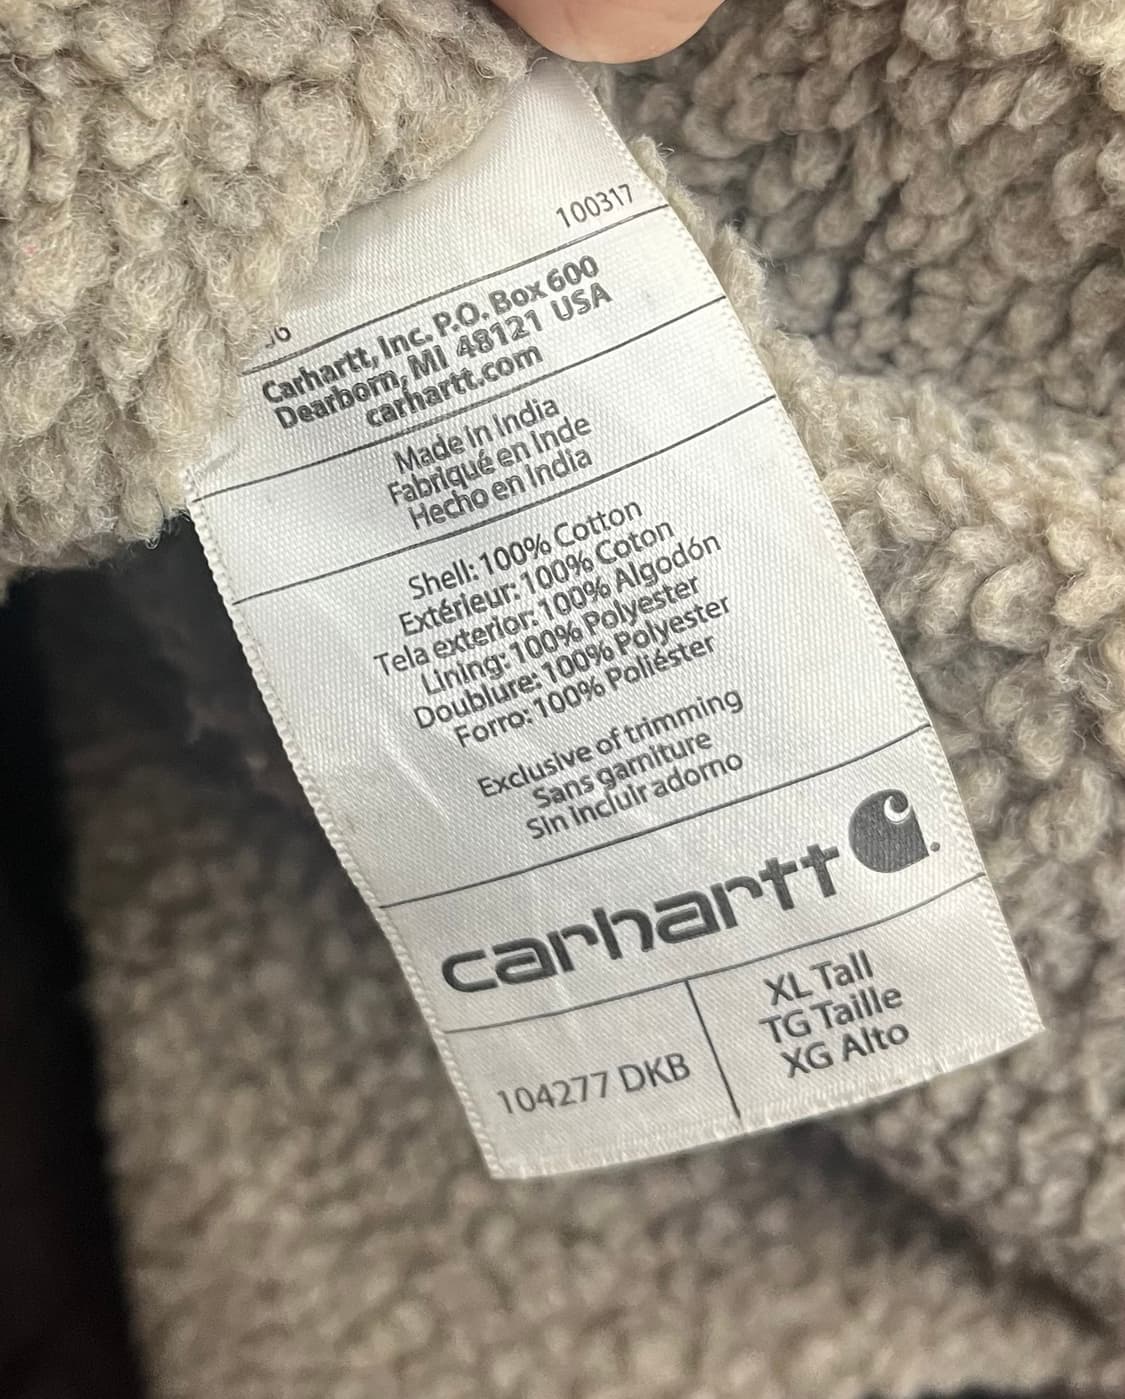 100317
Carhartt, Inc. P.O. Box 600
Dearborn, MI 48121 USA
carhartt.com
Made in India
Fabriqué en Inde
Hecho en India
Shell: 100% Cotton
Extérieur: 100% Coton
Tela exterior: 100% Algodón
Lining: 100% Polyester
Doublure: 100% Polyester
Forro: 100% Poliéster
Exclusive of trimming
Sans garniture
Sin incluir adorno
carhartt
104277 DKB
XL Tall
TG Taille
XG Alto